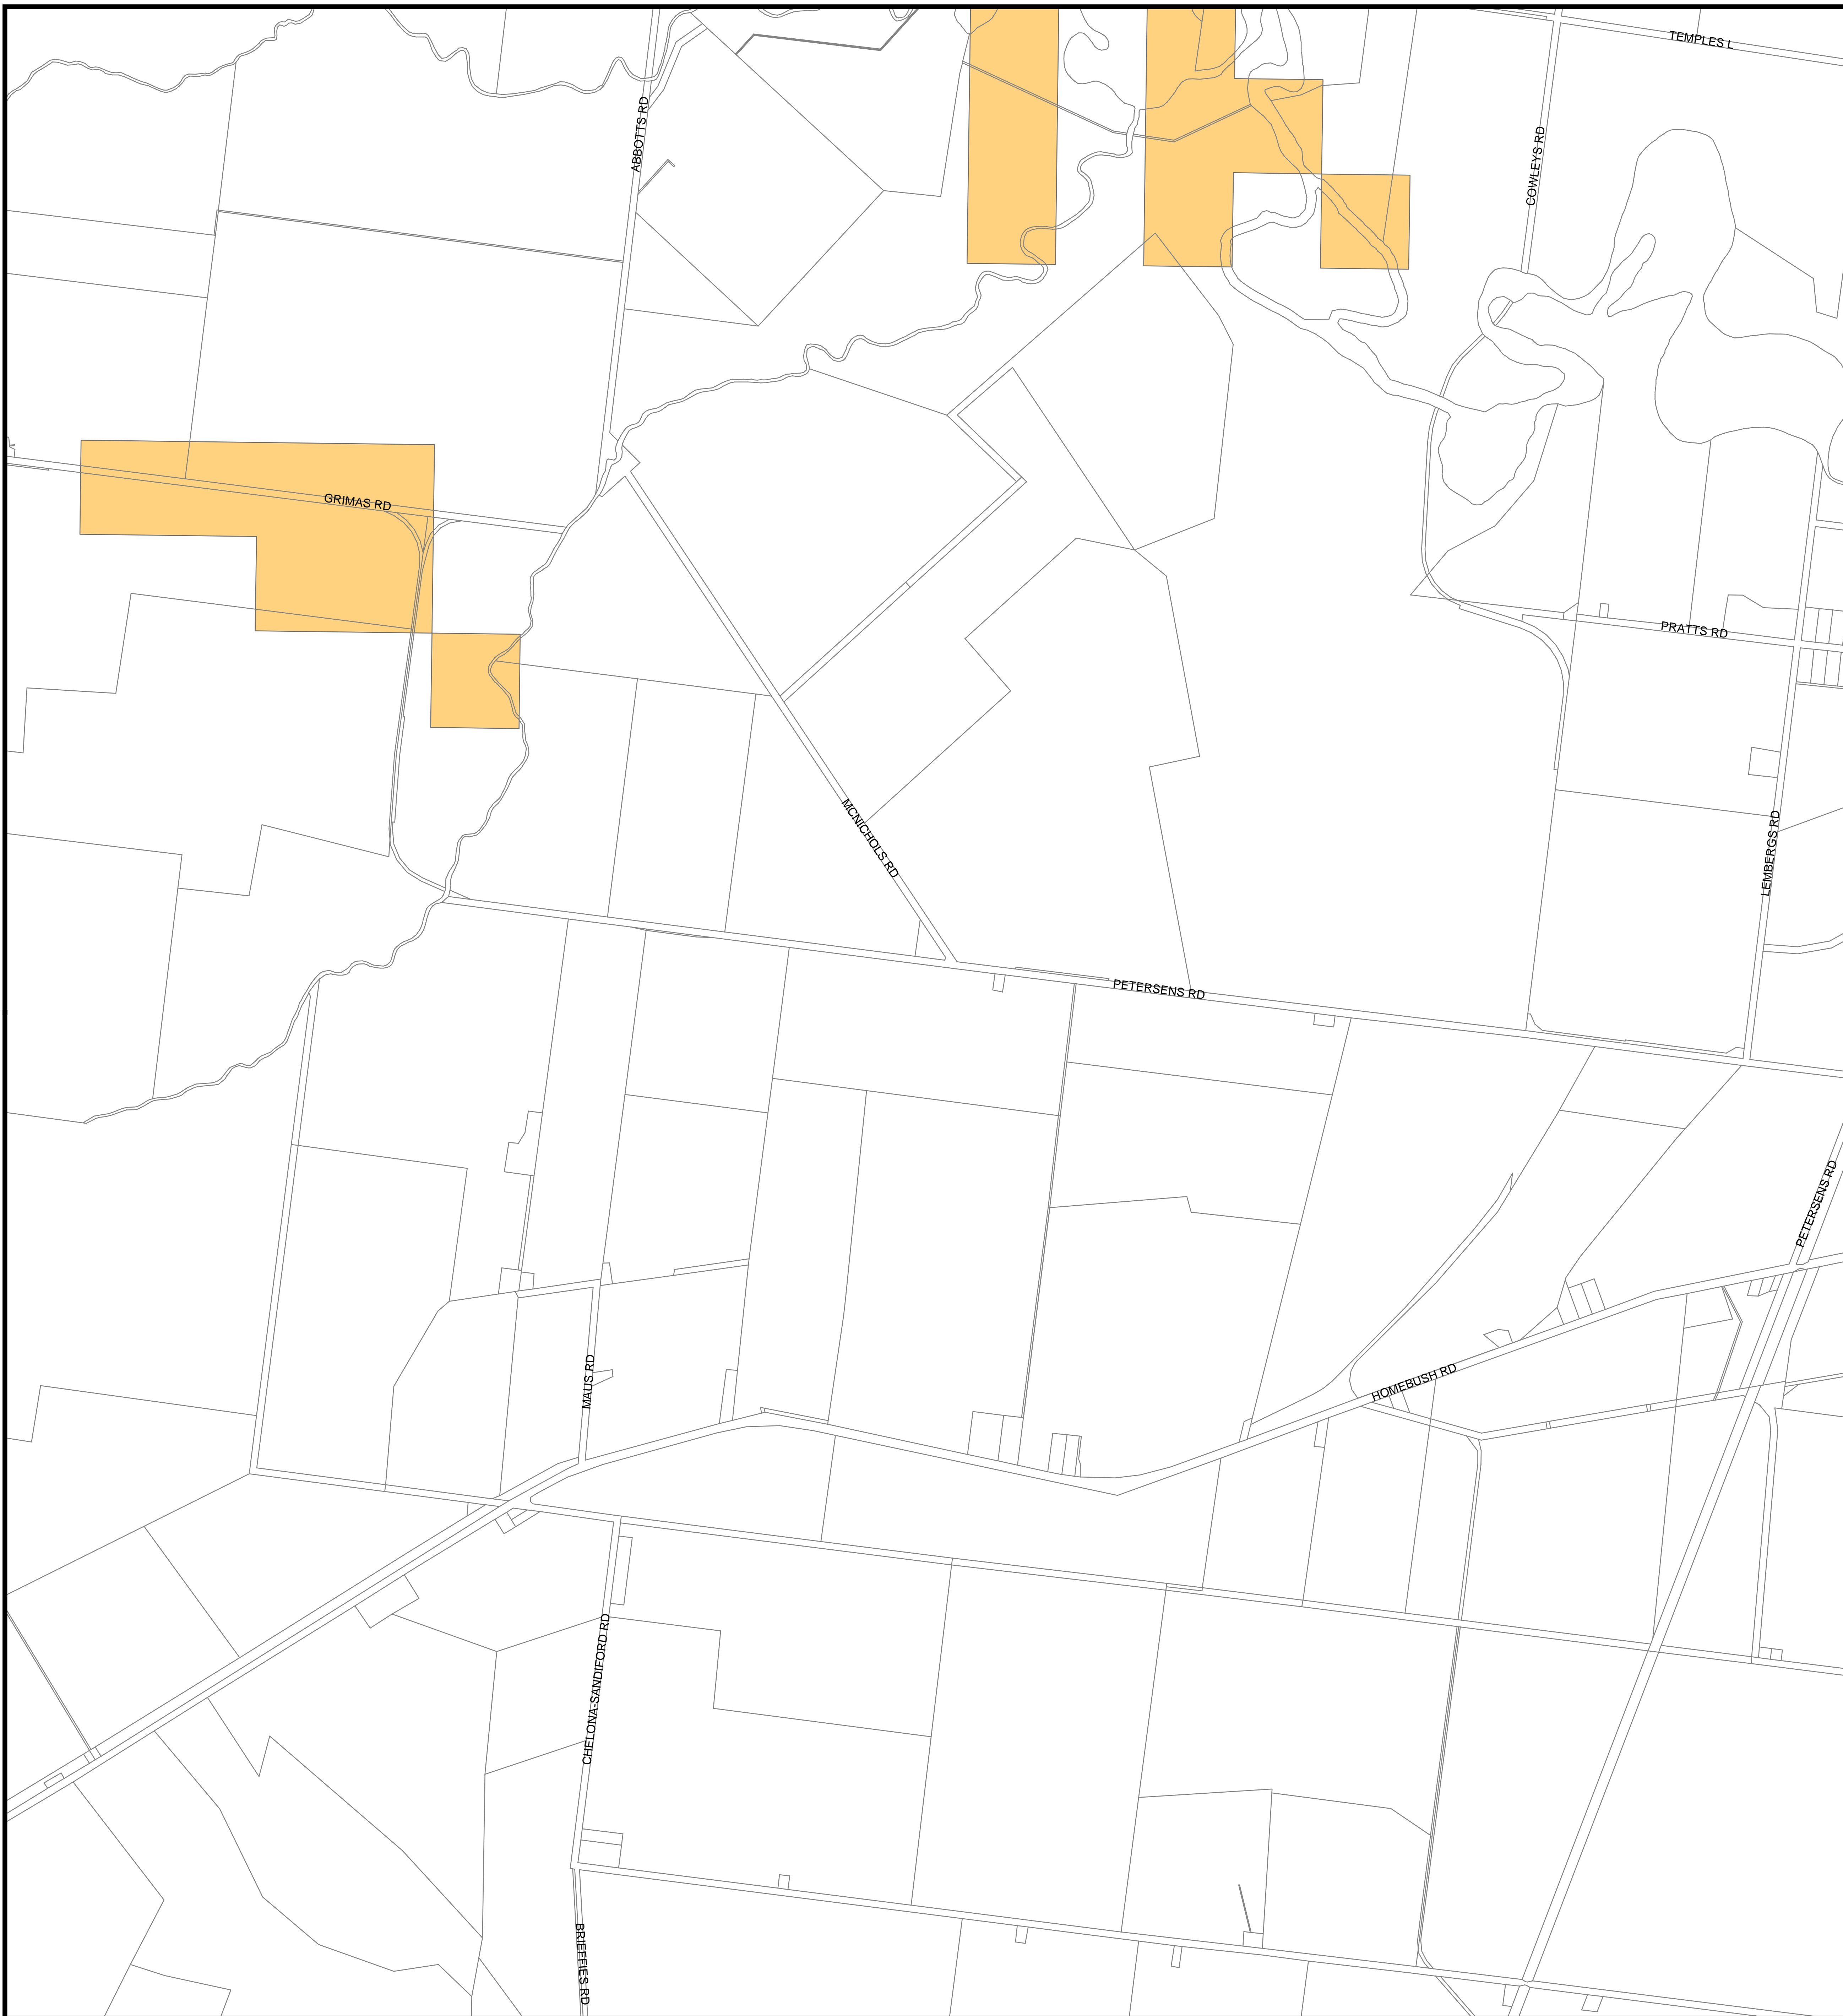 TEMPLES L
ABBOTTS RD
COWLEYS RD
GRIMAS RD
PRATTS RD
MCNICHOLS RD
LEMBERGS RD
PETERSENS RD
PETERSENS RD
MAUS RD
HOMEBUSH RD
CHELONA-SANDIFORD RD
BRIEFFIES RD